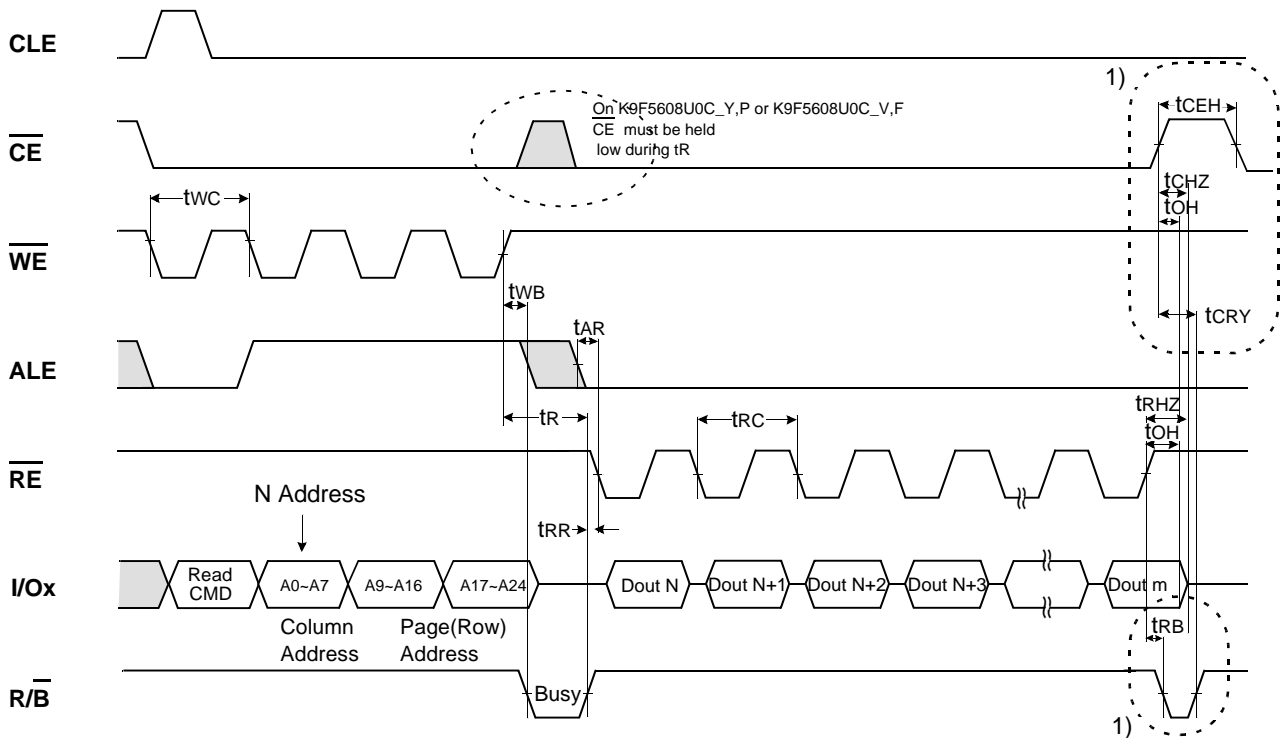 CLE
1)
tCEH
On K9F5608U0C_Y,P or K9F5608U0C_V,F
CE must be held
low during tR
CE
tCHZ
tOH
tWC
WE
tWB
tCRY
tAR
ALE
tR
tRC
tRHZ
tOH
RE
N Address
tRR
I/Ox
Read
CMD
A0~A7
A9~A16
A17~A24
Dout N
Dout N+1
Dout N+2
Dout N+3
Dout m
Column
Address
Page(Row)
Address
tRB
R/B
Busy
1)